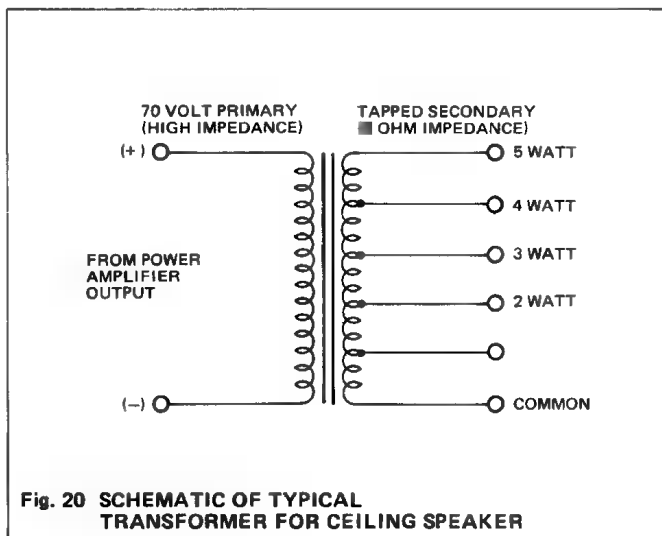 70 VOLT PRIMARY
(HIGH IMPEDANCE)
TAPPED SECONDARY
OHM IMPEDANCE)
(+)
5 WATT
4 WATT
FROM POWER
AMPLIFIER
OUTPUT
3 WATT
2 WATT
(–)
COMMON
Fig. 20 SCHEMATIC OF TYPICAL
TRANSFORMER FOR CEILING SPEAKER